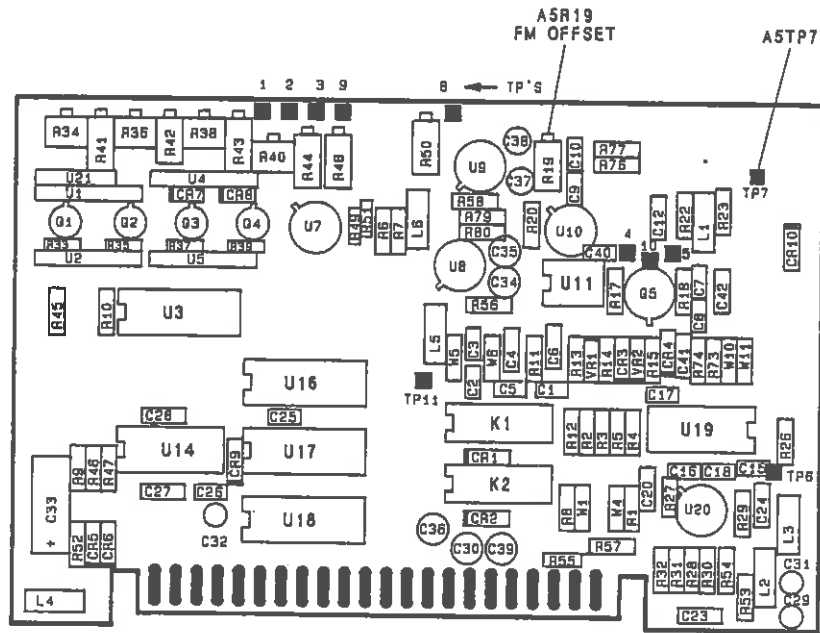 A5R19
FM OFFSET
A5TP7
1 2 3 9 8 TP'S
R34 R41 R36 R42 R38 R43 R40 R44 R48 R50 U9 C38 R19 C10 R77
R76
C37 C9
U21 U4
U1 CR7 CR8
R58
R79
R80
TP7
Q1 Q2 Q3 Q4 U7 R49 R51 R6 R7 L6 R20 U10 C12 R22 L1 R23
R33 R35 R37 R39 C35 C40 4 10 5 CR10
U2 U5 U8 C34 U11 R17 Q5 R18 C7 C42
R56 C8
R45 R10 U3 L5 W5 C3 W6 C4 R11 C6 R13 VR1 R14 CR3 VR2 R15 CR4 C41 R74 R73 W10 W11
U16 TP11 C2 C5 C1 C17
C28 C25 K1 R12 R2 R3 R5 R4 U19 R26
U14 CR9 U17 CR1
R9 R46 R47 C16 C18 C15 TP6
C33 C27 C26 K2 R8 W1 W4 R1 C20 R27 U20 R29 C24 L3
+ C32 U18 CR2
R52 CR5 CR6 C36 C30 C39 R57
R55 R32 R31 R28 R30 R54 R53 L2 C31
L4 C23 C29